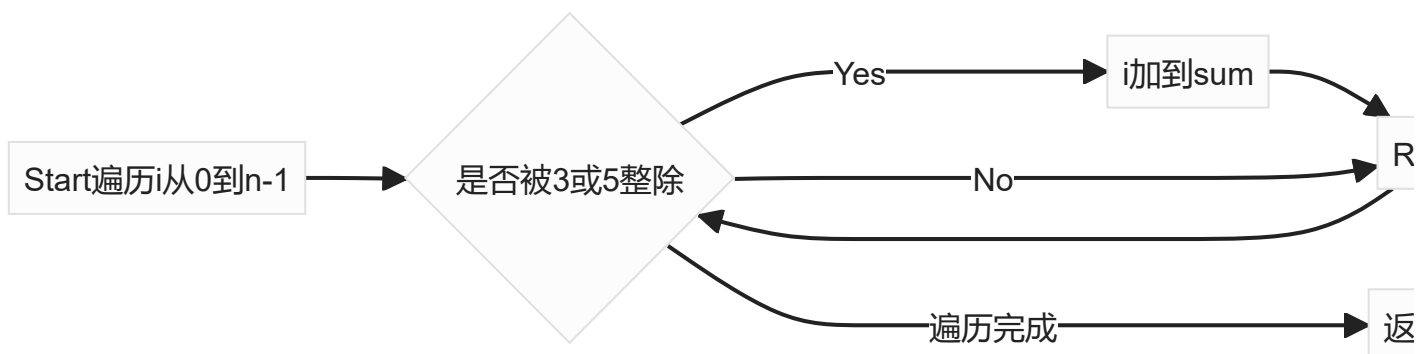 Start遍历i从0到n-1
是否被3或5整除
Yes
i加到sum
No
R
遍历完成
返